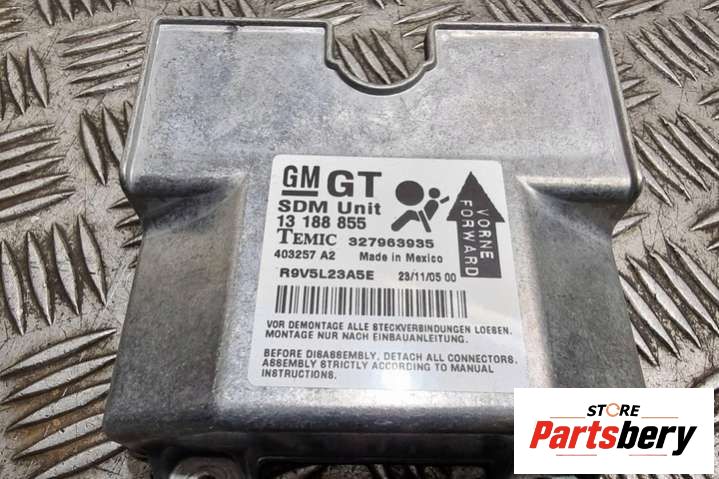 GM GT
SDM Unit
13 188 855
TEMIC 327963935
403257 A2 Made in Mexico
R9V5L23A5E 23/11/05 00
VORNE
FORWARD
VOR DEMONTAGE ALLE STECKVERBINDUNGEN LOESEN.
MONTAGE NUR NACH EINBAUANLEITUNG.
BEFORE DISASSEMBLY, DETACH ALL CONNECTORS.
ASSEMBLY STRICTLY ACCORDING TO MANUAL
INSTRUCTIONS.
STORE
Partsbery